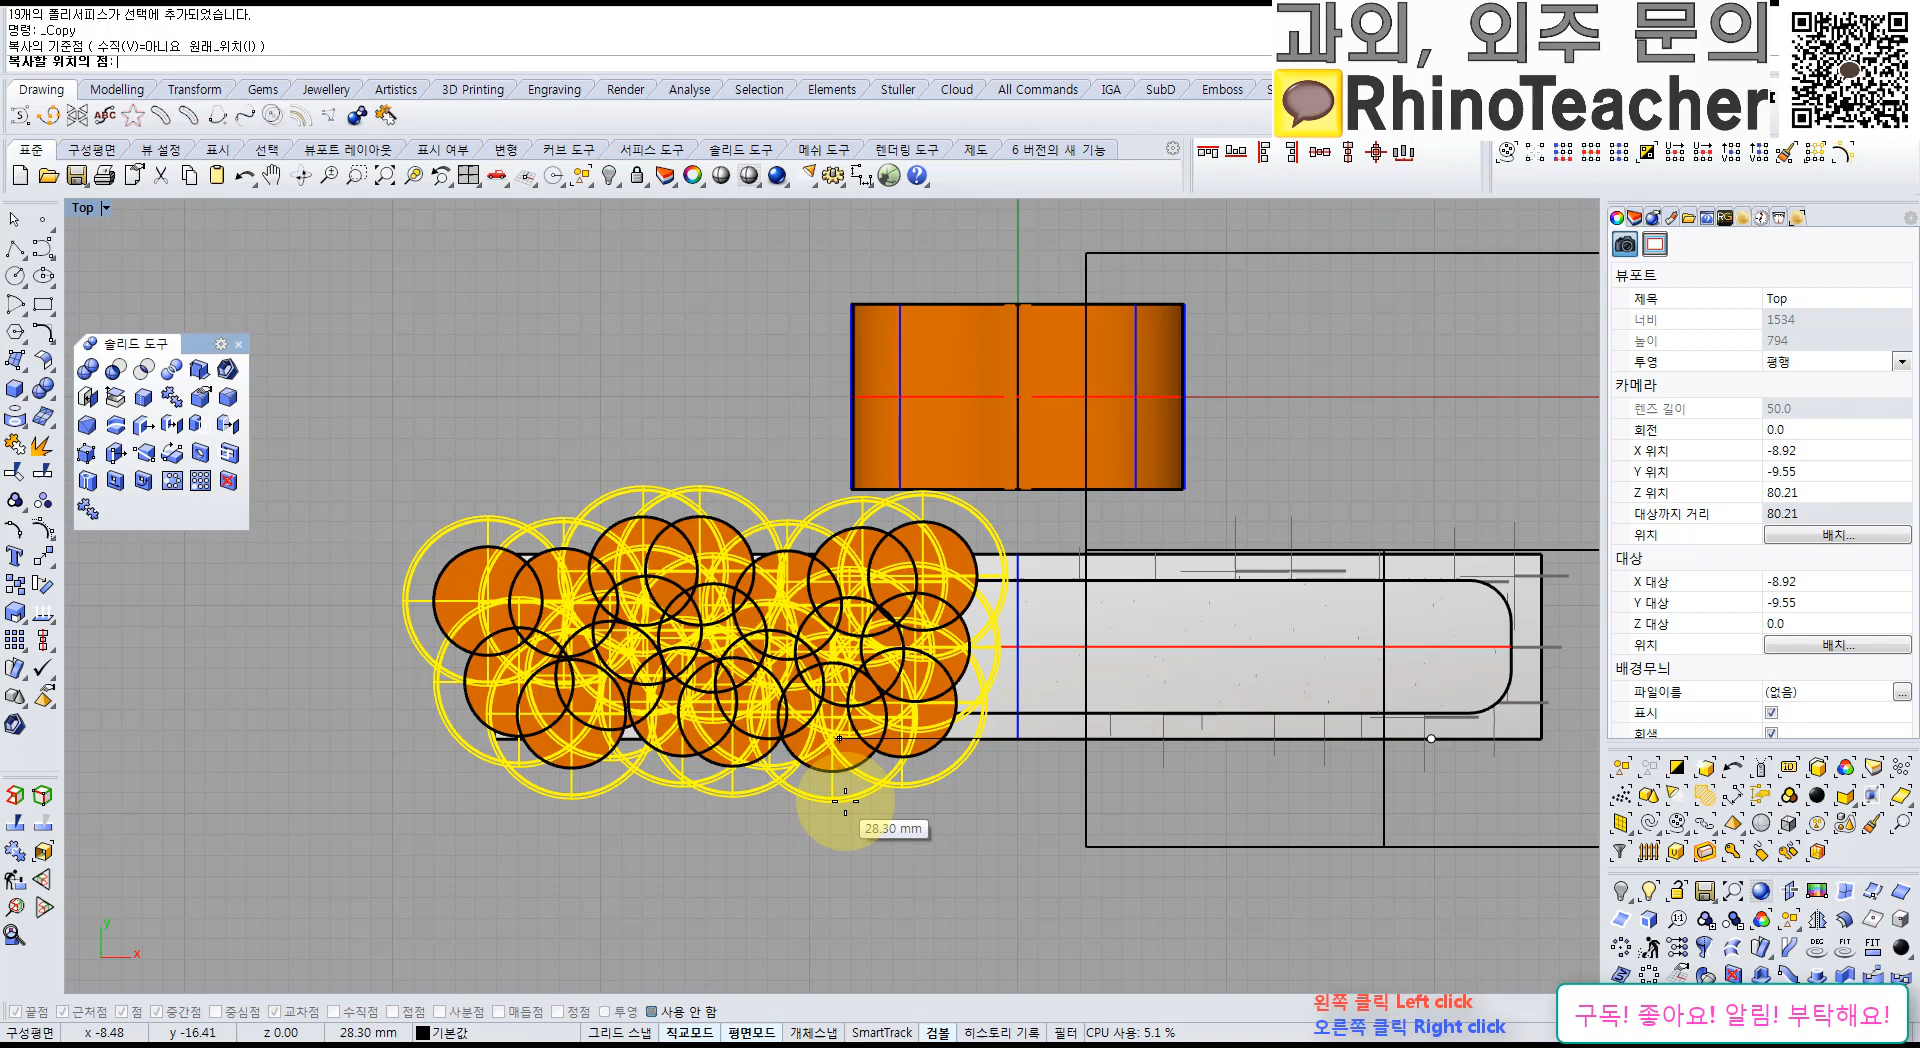 19개의 폴리서피스가 선택에 추가되었습니다.
명령: _Copy
복사의 기준점 ( 수직(V)=아니요  원래_위치(I) )
복사할 위치의 점:
과외, 외주 문의
RhinoTeacher
Drawing Modelling Transform Gems Jewellery Artistics 3D Printing Engraving Render Analyse Selection Elements Stuller Cloud All Commands IGA SubD Emboss S
표준 구성평면 뷰 설정 표시 선택 뷰포트 레이아웃 표시 여부 변형 커브 도구 서피스 도구 솔리드 도구 메쉬 도구 렌더링 도구 제도 6 버전의 새 기능
Top
솔리드 도구
뷰포트
제목 Top
너비 1534
높이 794
투영 평행
카메라
렌즈 길이 50.0
회전 0.0
X 위치 -8.92
Y 위치 -9.55
Z 위치 80.21
대상까지 거리 80.21
위치 배치...
대상
X 대상 -8.92
Y 대상 -9.55
Z 대상 0.0
위치 배치...
배경무늬
파일이름 (없음) ...
표시
회색
28.30 mm
y
x
끝점 근처점 점 중간점 중심점 교차점 수직점 접점 사분점 매듭점 정점 투영 사용 안 함
왼쪽 클릭 Left click
오른쪽 클릭 Right click
구독! 좋아요! 알림! 부탁해요!
구성평면 x -8.48 y -16.41 z 0.00 28.30 mm 기본값 그리드 스냅 직교모드 평면모드 개체스냅 SmartTrack 검볼 히스토리 기록 필터 CPU 사용: 5.1 %